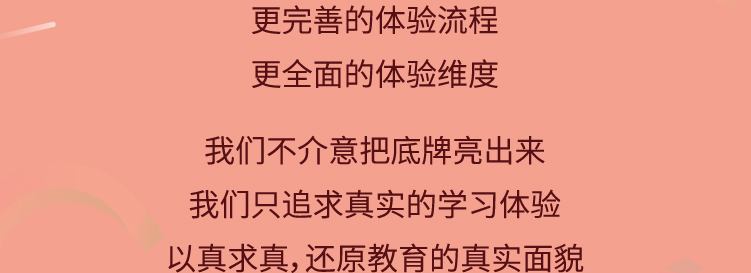 更完善的体验流程
更全面的体验维度
我们不介意把底牌亮出来
我们只追求真实的学习体验
以真求真，还原教育的真实面貌